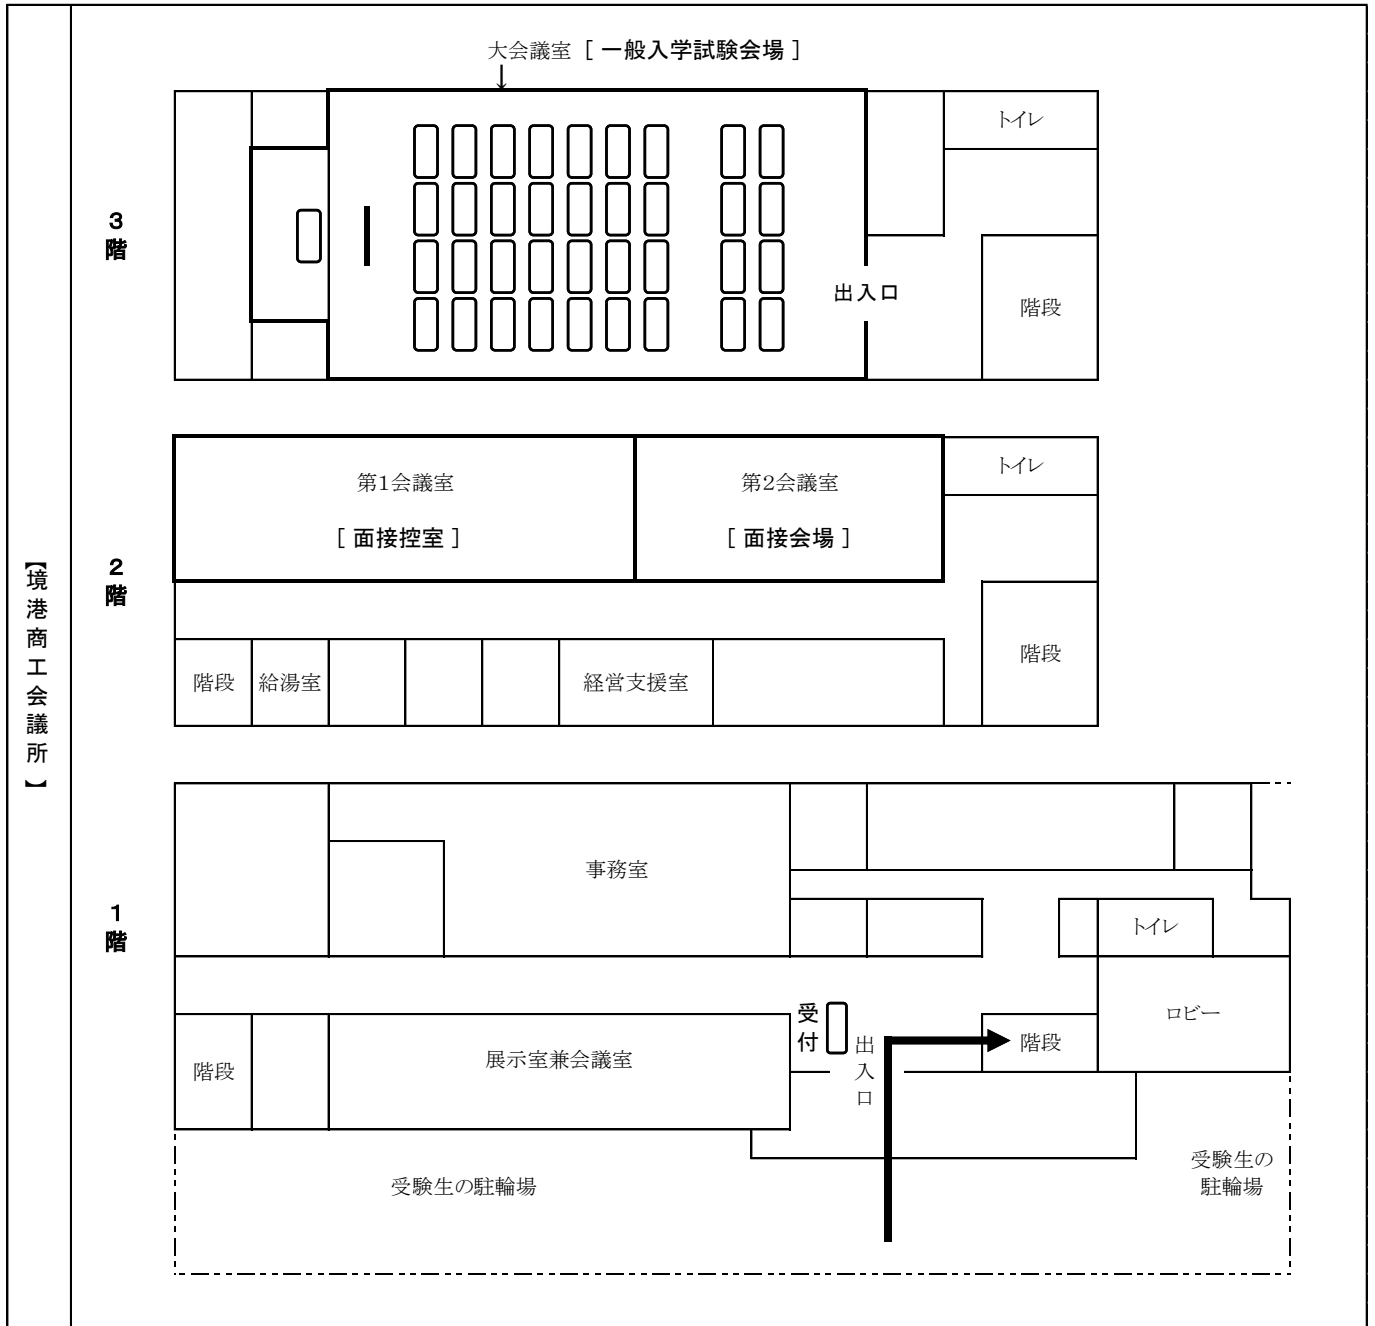 【境港商工会議所】
3階
大会議室 [ 一般入学試験会場 ]
↓
トイレ
出入口
階段
2階
第1会議室
[ 面接控室 ]
第2会議室
[ 面接会場 ]
トイレ
階段
階段
給湯室
経営支援室
1階
事務室
トイレ
ロビー
受付
出入口
階段
階段
展示室兼会議室
受験生の駐輪場
受験生の
駐輪場